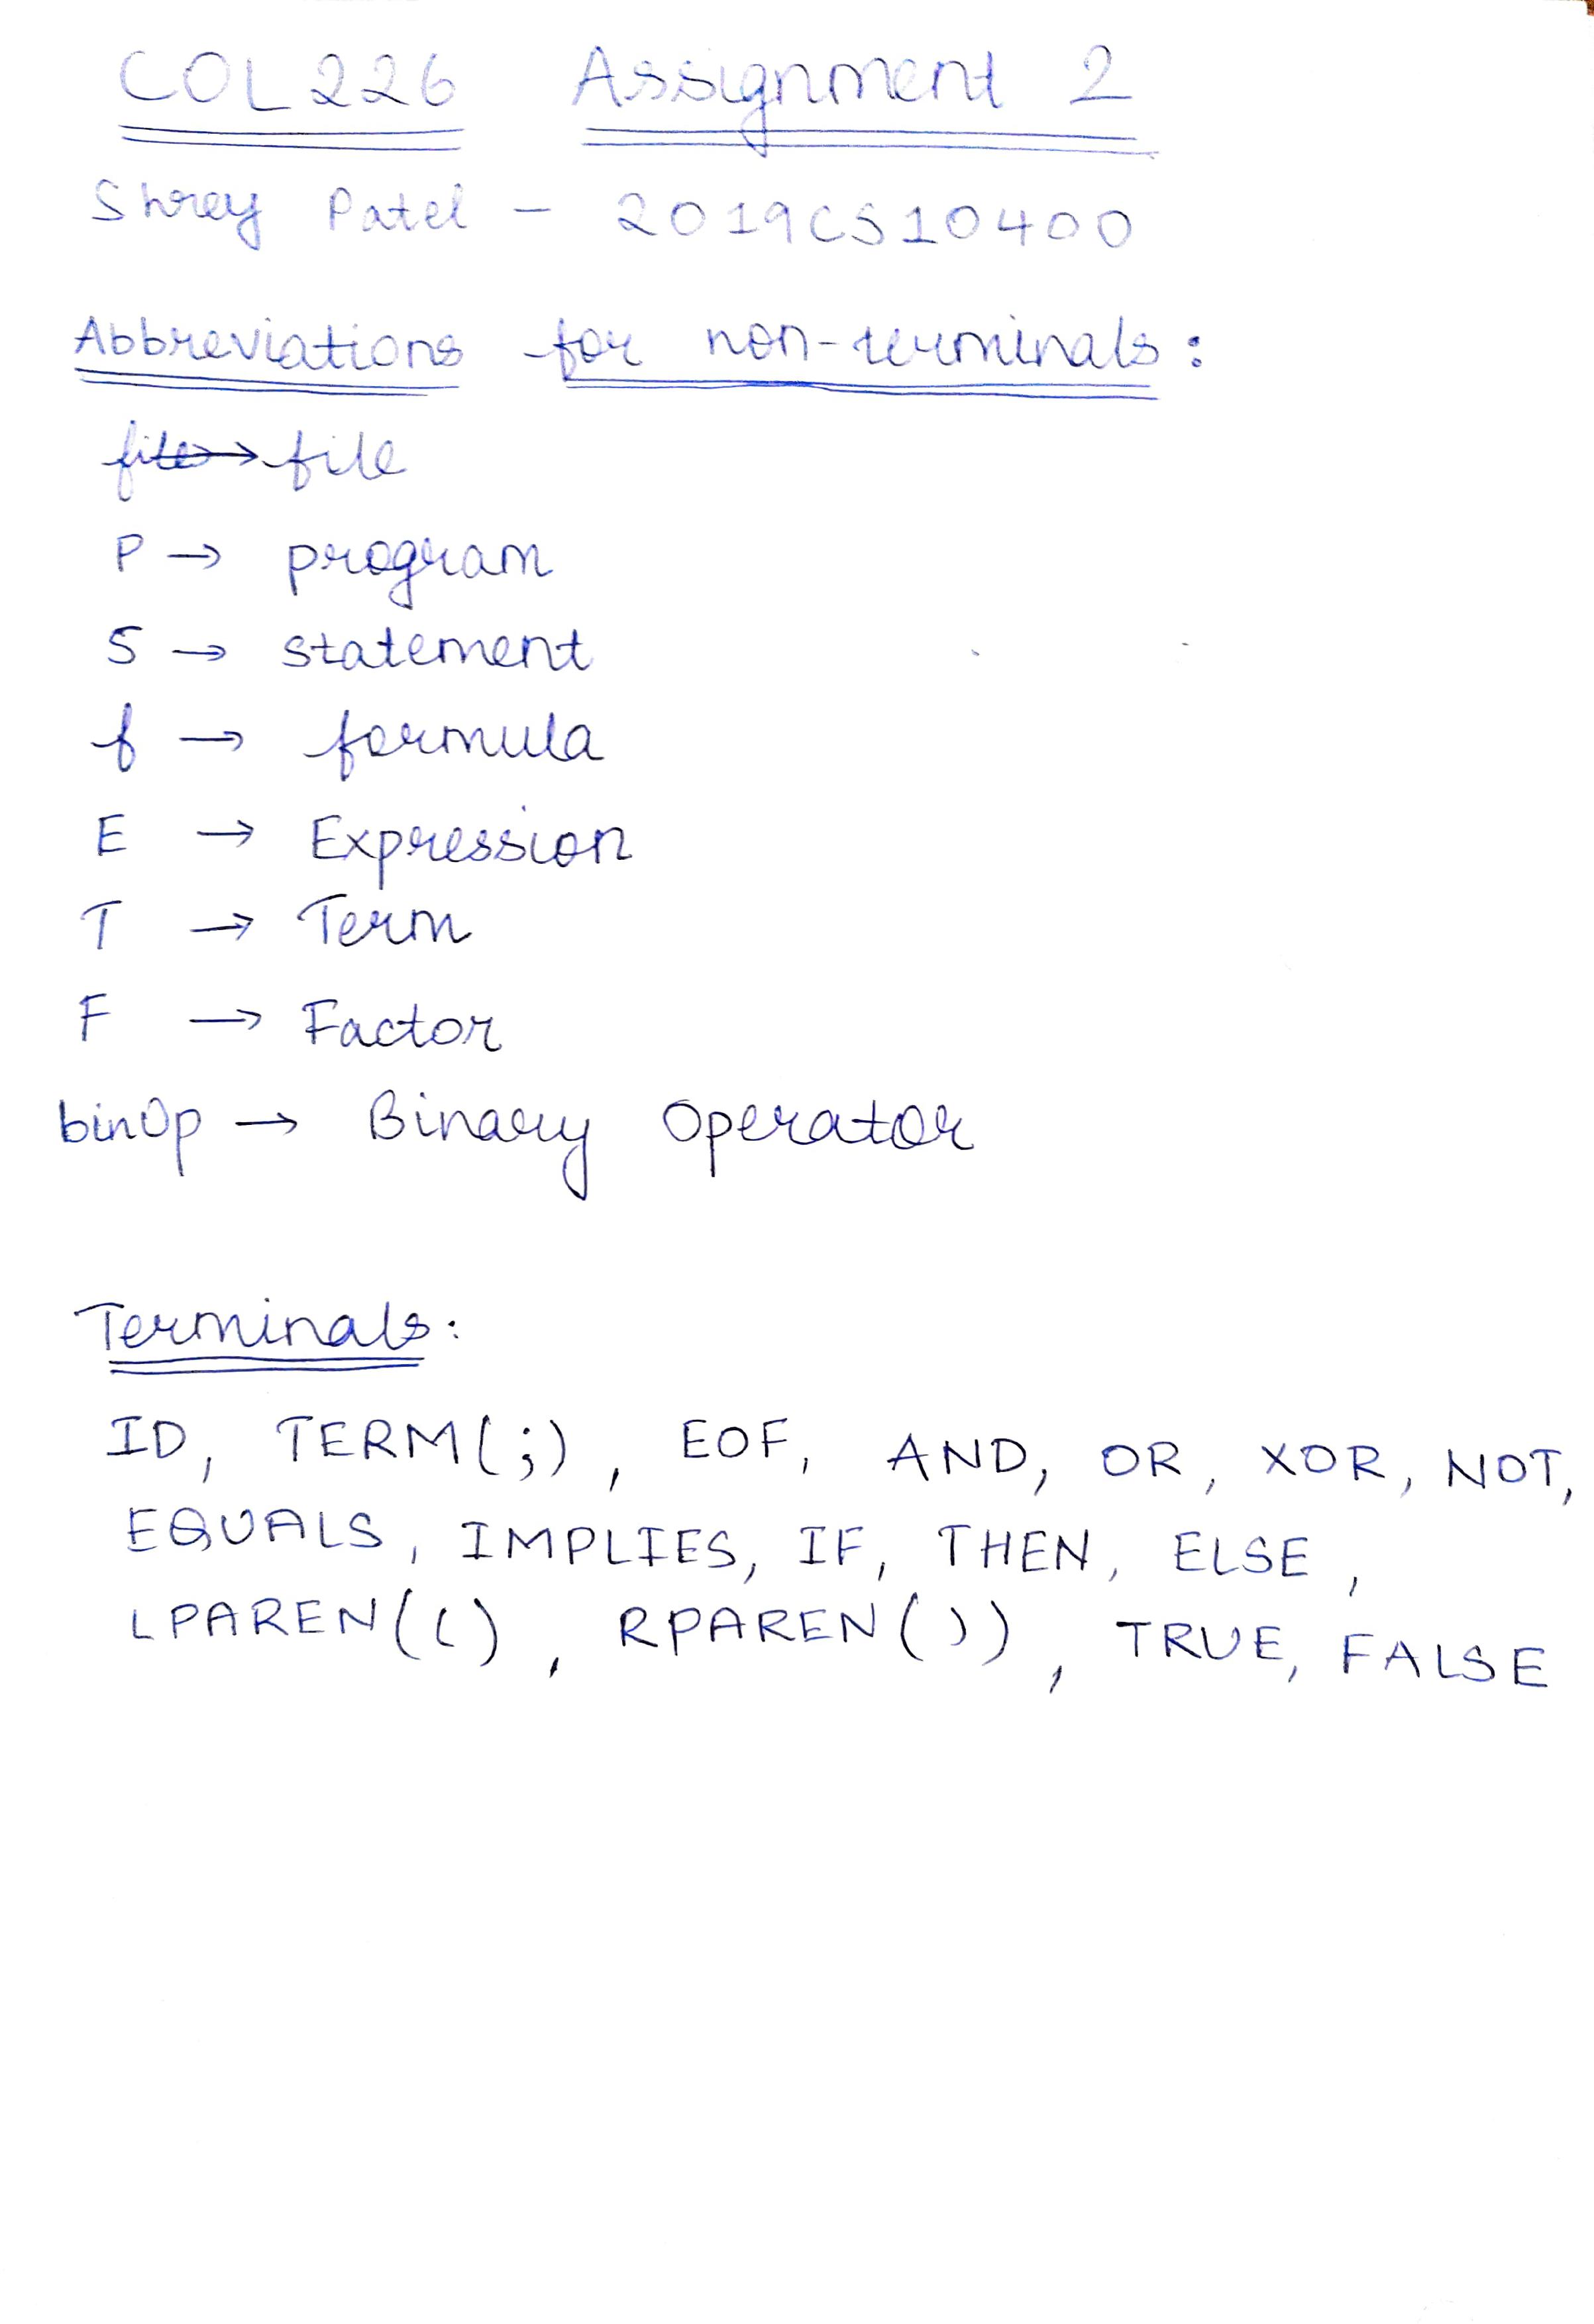 COL226 Assignment 2
Shrey Patel - 2019CS10400
Abbreviations for non-terminals:
file → file
P → program
S → statement
f → formula
E → Expression
T → Term
F → Factor
binOp → Binary Operator
Terminals:
ID, TERM(;), EOF, AND, OR, XOR, NOT,
EQUALS, IMPLIES, IF, THEN, ELSE,
LPAREN((), RPAREN()), TRUE, FALSE